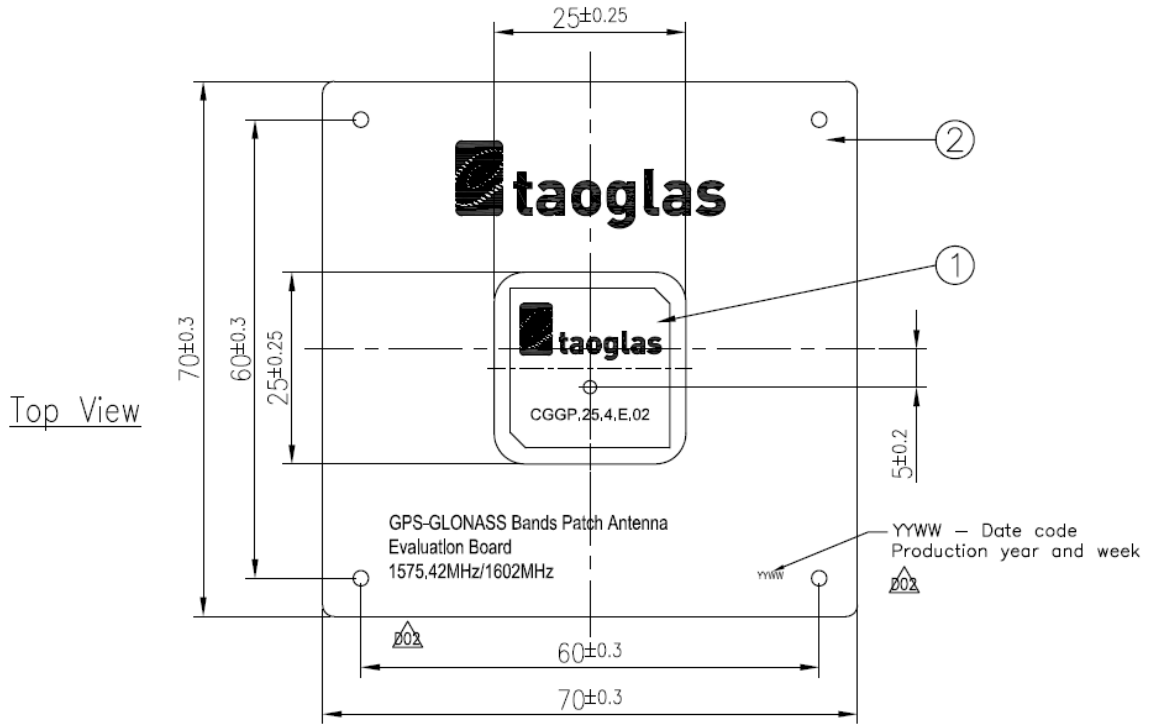 25±0.25
2
taoglas
1
70±0.3
60±0.3
25±0.25
taoglas
Top View
CGGP,25,4,E,02
5±0.2
GPS-GLONASS Bands Patch Antenna
Evaluation Board
1575,42MHz/1602MHz
YYWW
YYWW – Date code
Production year and week
D02
D02
60±0.3
70±0.3